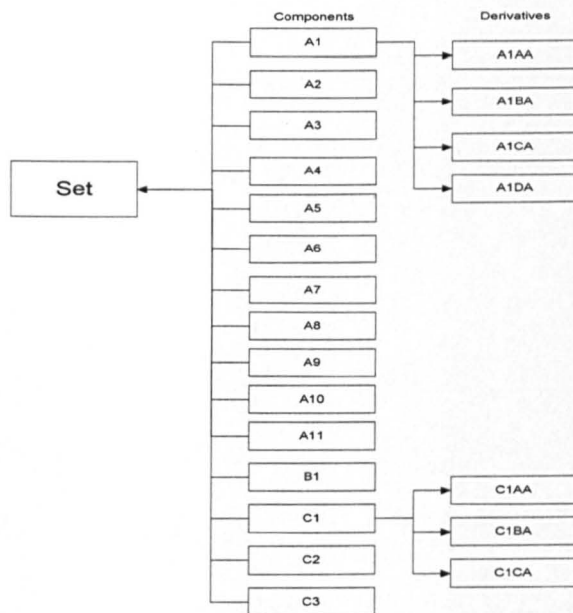 Components
Derivatives
A1
A1AA
A2
A1BA
A3
A1CA
A4
A1DA
Set
A5
A6
A7
A8
A9
A10
A11
B1
C1AA
C1
C1BA
C2
C1CA
C3